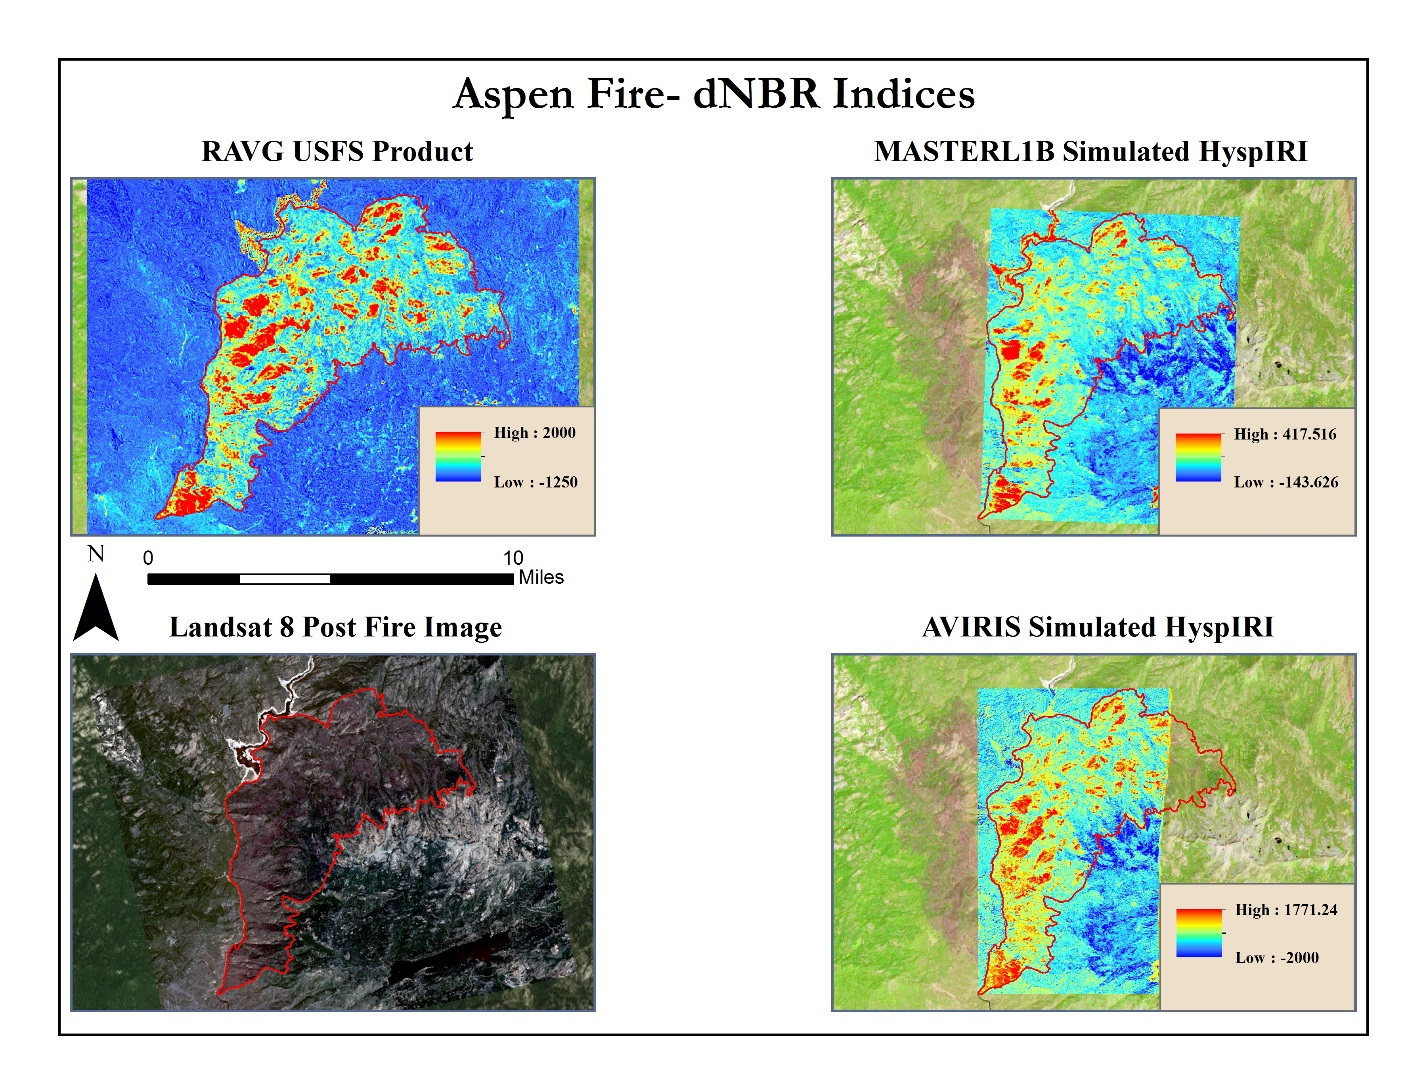 Aspen Fire- dNBR Indices
RAVG USFS Product
High : 2000
Low : -1250
MASTERL1B Simulated HyspIRI
High : 417.516
Low : -143.626
N
0 10
Miles
Landsat 8 Post Fire Image
AVIRIS Simulated HyspIRI
High : 1771.24
Low : -2000